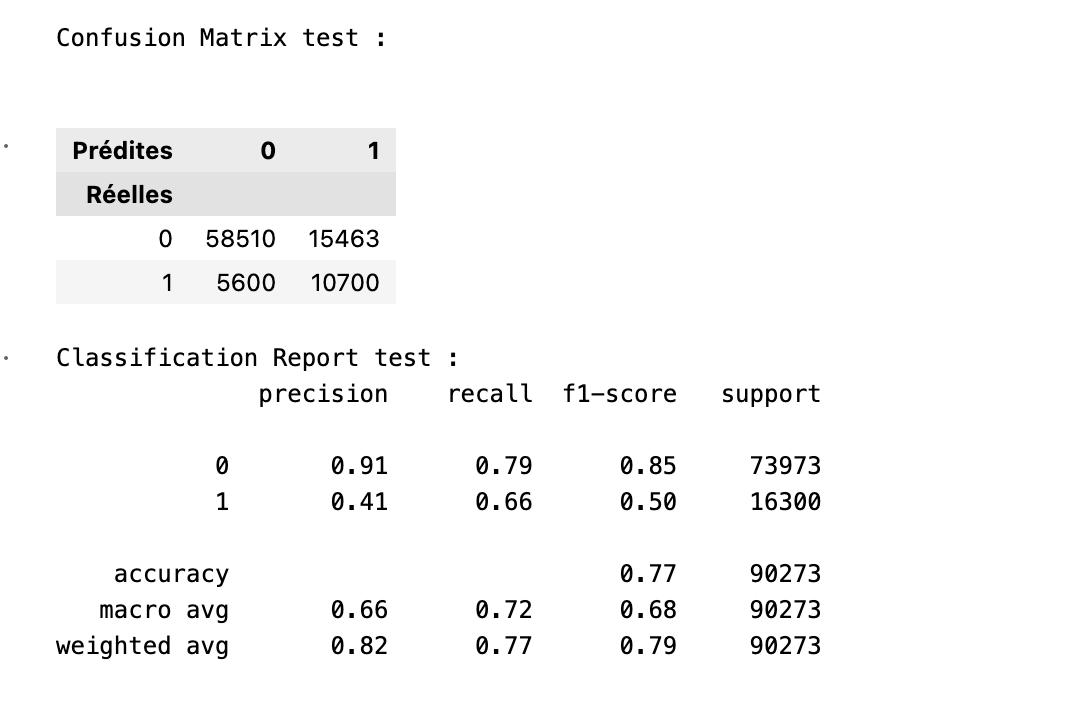 Confusion Matrix test :
Prédites 0 1
Réelles
0 58510 15463
1 5600 10700
Classification Report test :
precision recall f1-score support
0 0.91 0.79 0.85 73973
1 0.41 0.66 0.50 16300
accuracy 0.77 90273
macro avg 0.66 0.72 0.68 90273
weighted avg 0.82 0.77 0.79 90273